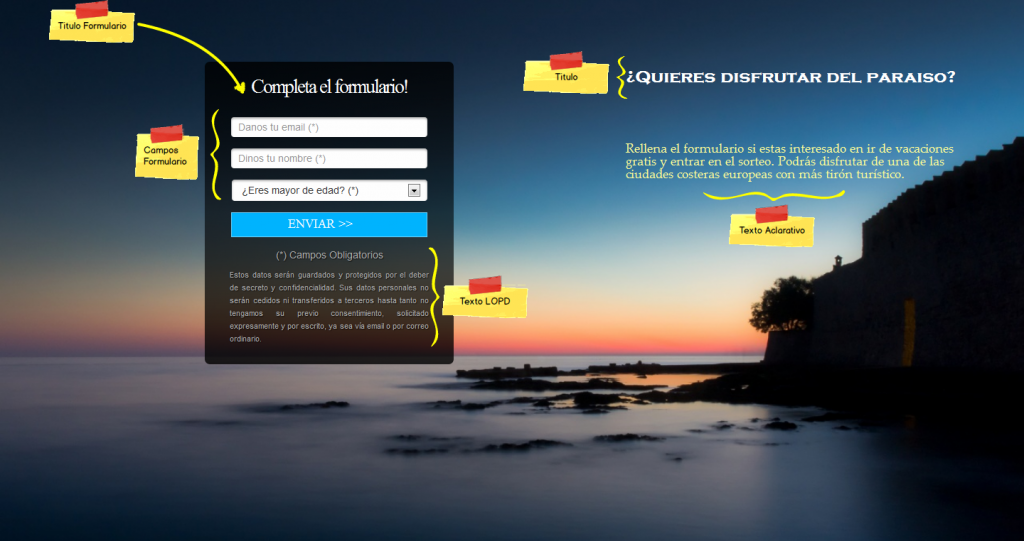 Titulo Formulario
Completa el formulario!
Campos
Formulario
Danos tu email (*)
Dinos tu nombre (*)
¿Eres mayor de edad? (*)
ENVIAR >>
(*) Campos Obligatorios
Estos datos serán guardados y protegidos por el deber
de secreto y confidencialidad. Sus datos personales no
serán cedidos ni transferidos a terceros hasta tanto no
tengamos su previo consentimiento, solicitado
expresamente y por escrito, ya sea vía email o por correo
ordinario.
Texto LOPD
Titulo
¿Quieres disfrutar del paraiso?
Rellena el formulario si estas interesado en ir de vacaciones
gratis y entrar en el sorteo. Podrás disfrutar de una de las
ciudades costeras europeas con más tirón turístico.
Texto Aclarativo